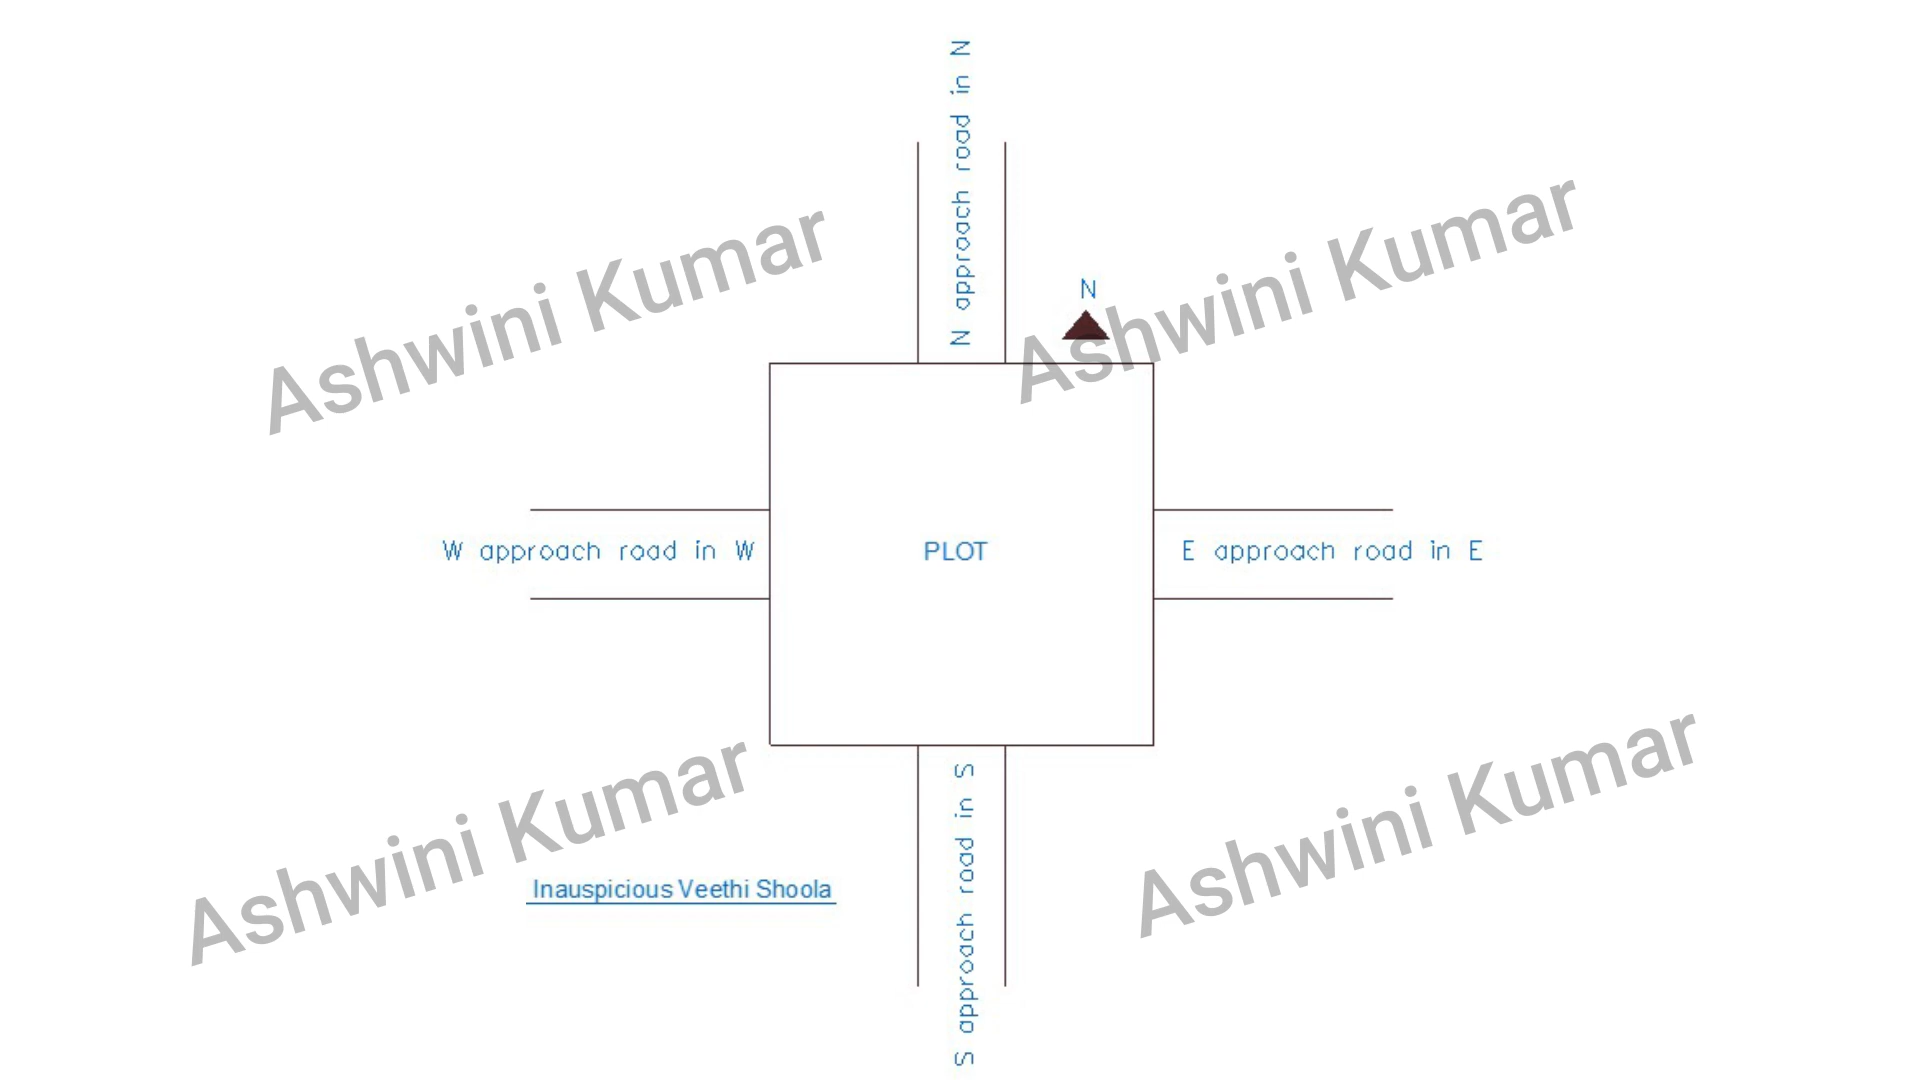 N approach road in N
Ashwini Kumar
Ashwini Kumar
N
W approach road in W
PLOT
E approach road in E
Ashwini Kumar
Ashwini Kumar
Inauspicious Veethi Shoola
S approach road in S